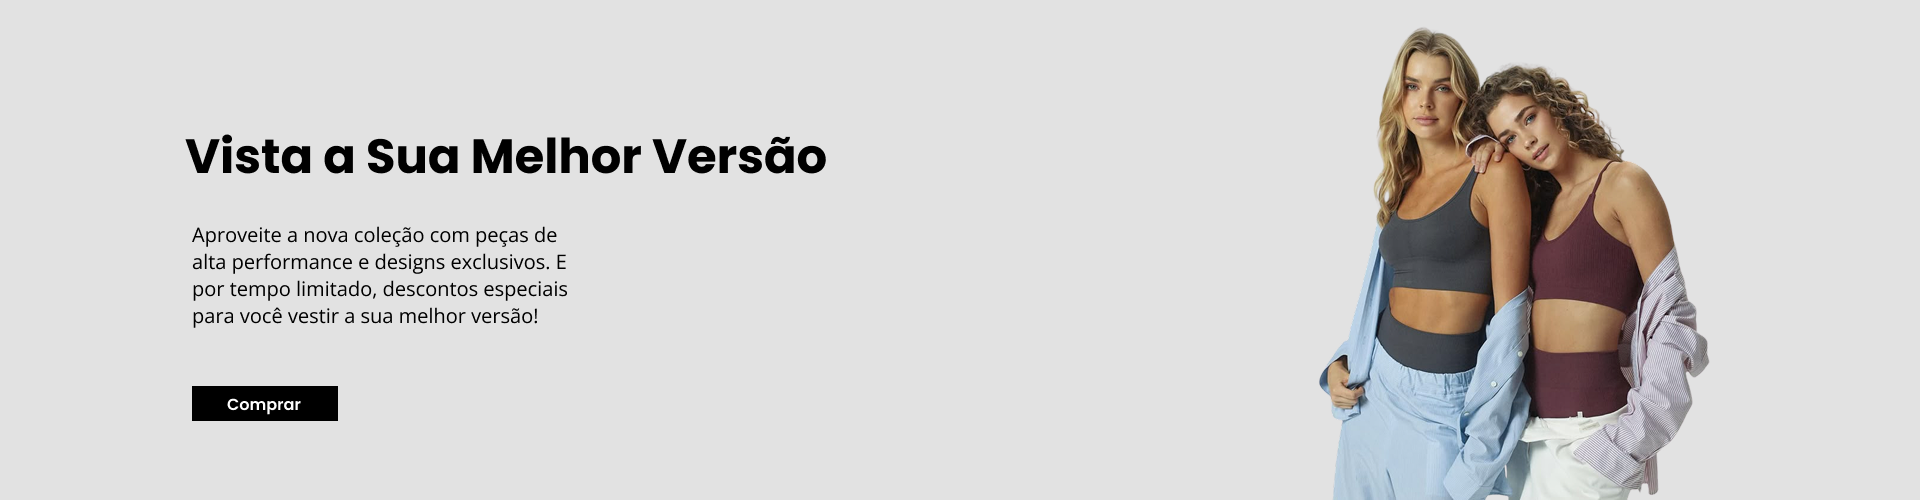 Vista a Sua Melhor Versão
Aproveite a nova coleção com peças de
alta performance e designs exclusivos. E
por tempo limitado, descontos especiais
para você vestir a sua melhor versão!
Comprar